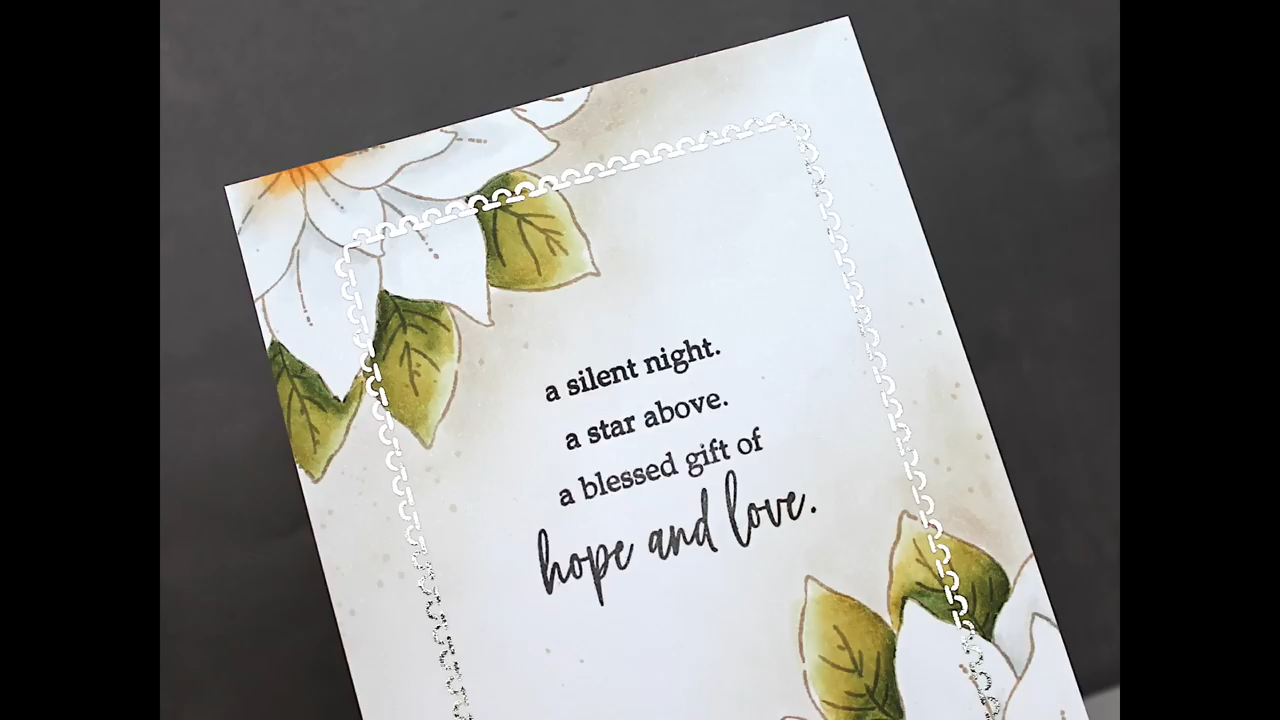 a silent night.
a star above.
a blessed gift of
hope and love.